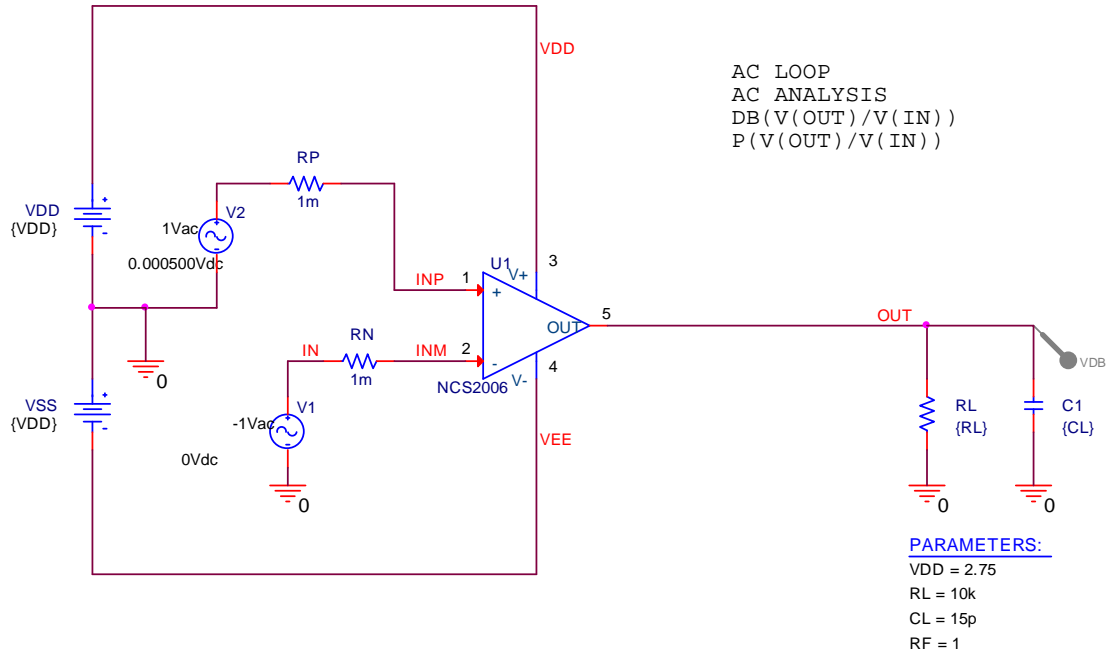 VDD
AC LOOP
AC ANALYSIS
DB(V(OUT)/V(IN))
P(V(OUT)/V(IN))
RP
1m
VDD
{VDD}
+
-
1Vac
V2
+
-
0.000500Vdc
0
INP
1
+
U1
V+
3
OUT
5
OUT
VDB
IN
RN
1m
INM
2
-
V-
4
NCS2006
VSS
{VDD}
+
-
-1Vac
V1
+
-
0Vdc
0
VEE
RL
{RL}
0
C1
{CL}
0
PARAMETERS:
VDD = 2.75
RL = 10k
CL = 15p
RF = 1